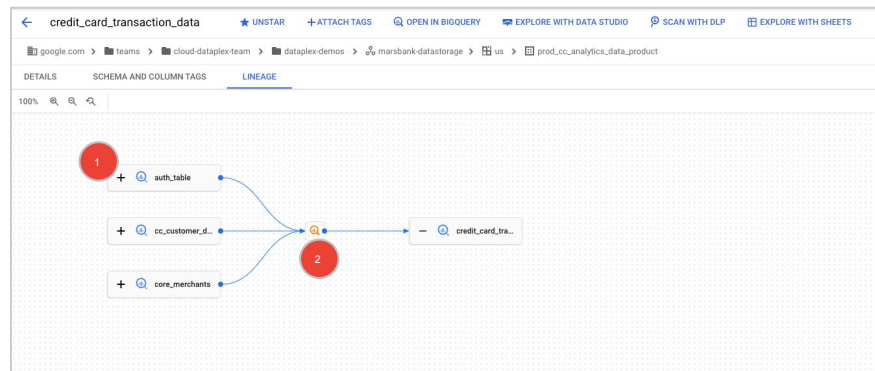 credit_card_transaction_data UNSTAR ATTACH TAGS OPEN IN BIGQUERY EXPLORE WITH DATA STUDIO SCAN WITH DLP EXPLORE WITH SHEETS
google.com > teams > cloud-dataplex-team > dataplex-demos > marsbank-datastorage > us > prod_cc_analytics_data_product
DETAILS SCHEMA AND COLUMN TAGS LINEAGE
100%
1
auth_table
cc_customer_d... credit_card_tra...
2
core_merchants